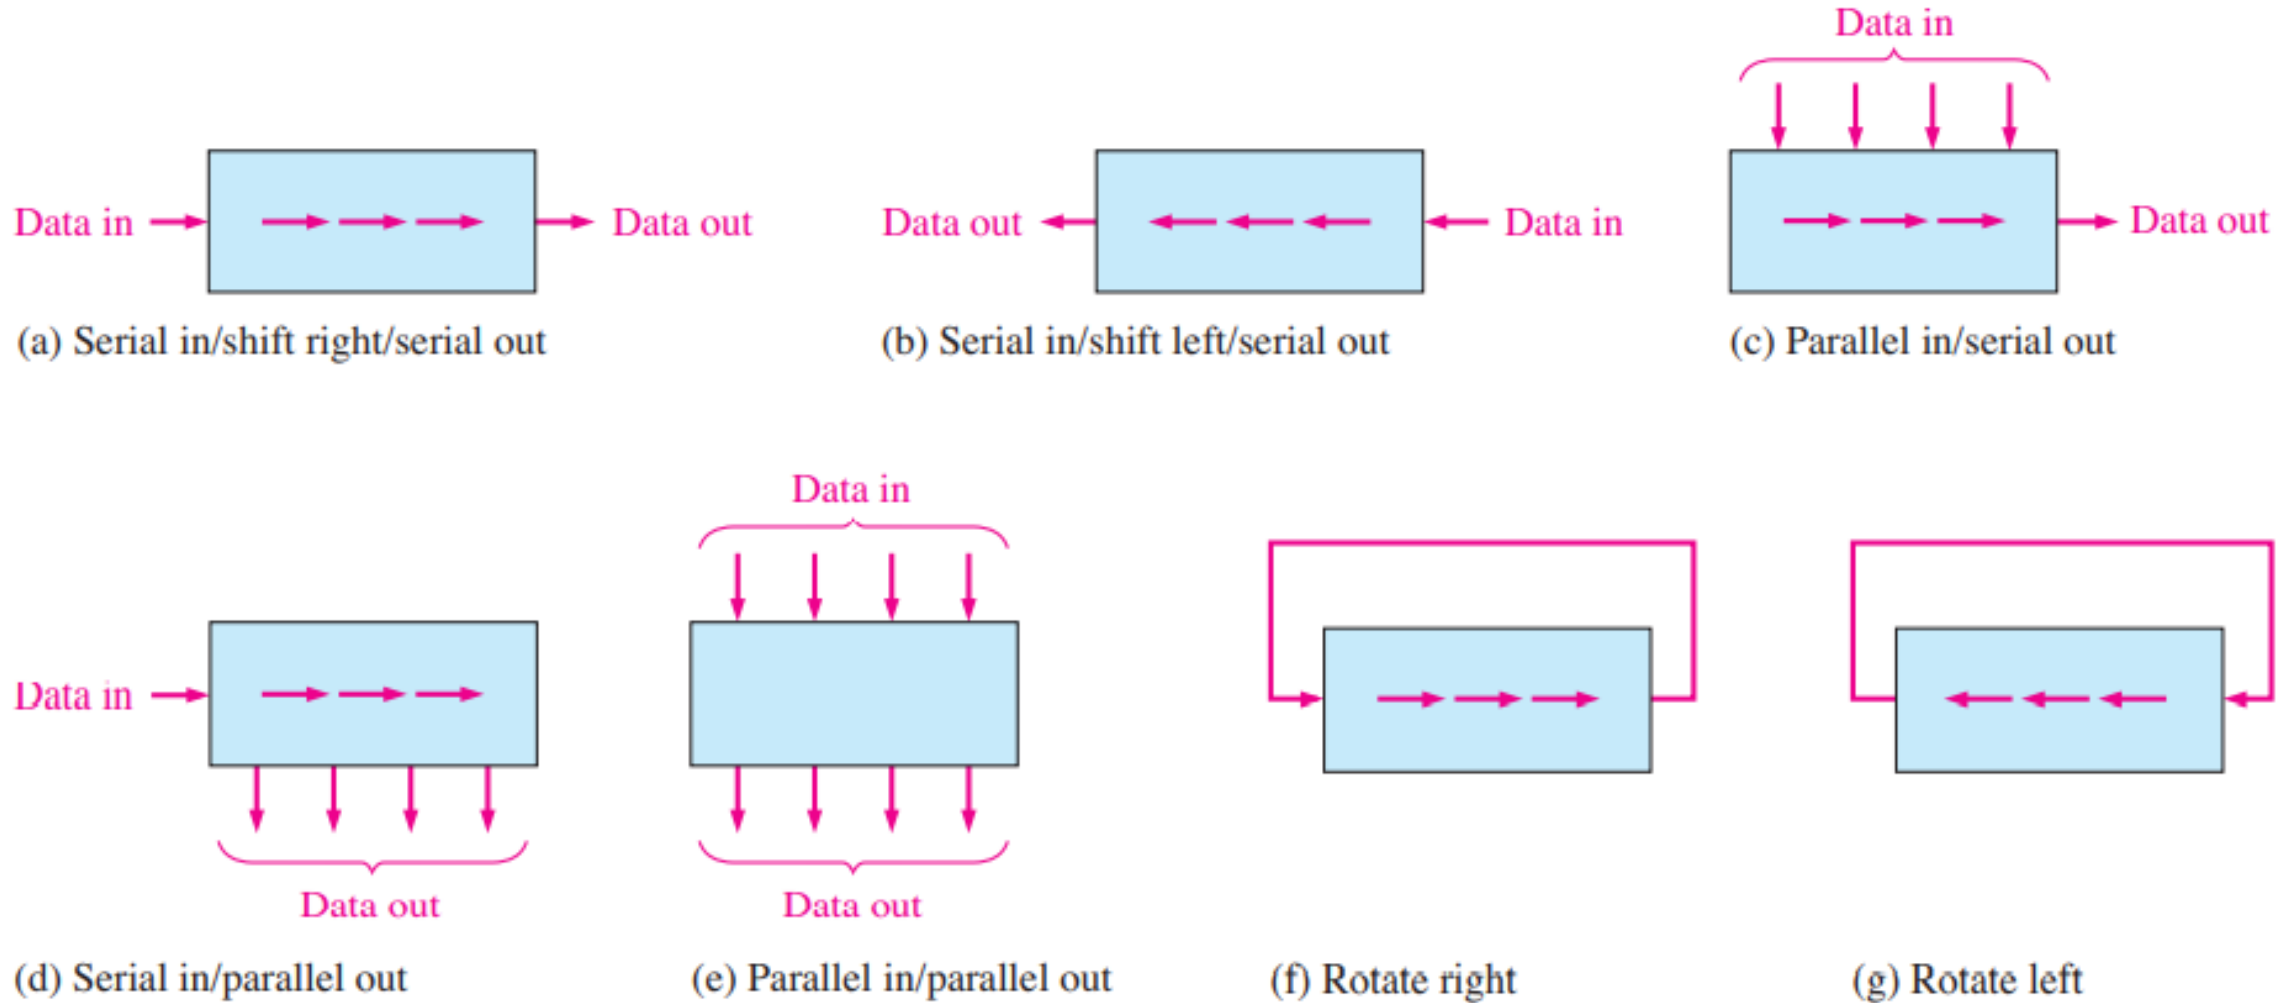 Data in
Data in
Data out
Data out
Data in
Data out
(a) Serial in/shift right/serial out
(b) Serial in/shift left/serial out
(c) Parallel in/serial out
Data in
Data in
Data out
Data out
(d) Serial in/parallel out
(e) Parallel in/parallel out
(f) Rotate right
(g) Rotate left